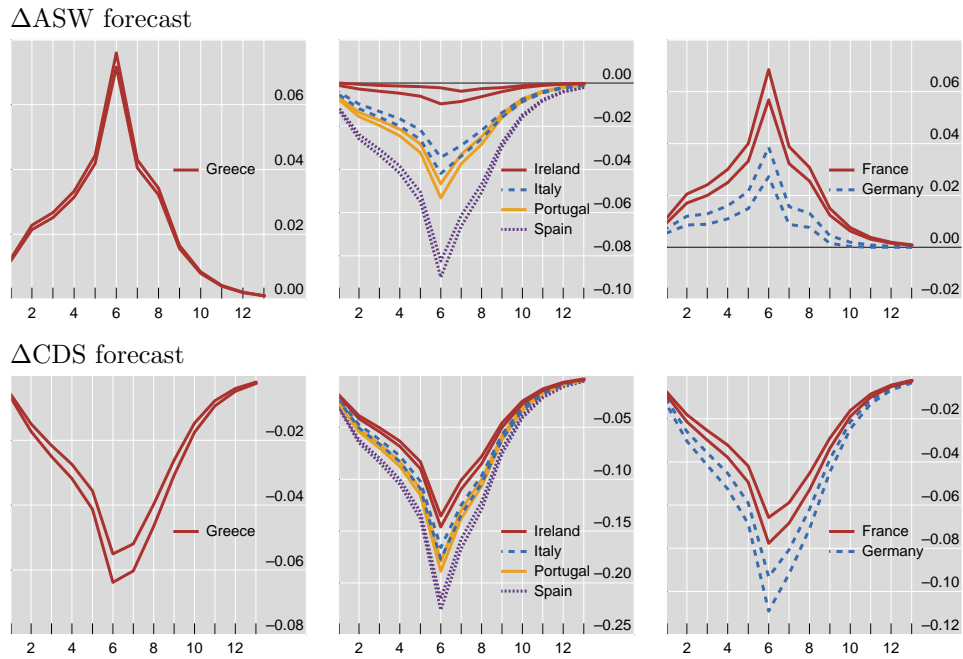 ΔASW forecast
0.06
0.04
0.02
0.00
Greece
2 4 6 8 10 12
0.00
–0.02
–0.04
–0.06
–0.08
–0.10
Ireland
Italy
Portugal
Spain
2 4 6 8 10 12
0.06
0.04
0.02
0.00
–0.02
France
Germany
2 4 6 8 10 12
ΔCDS forecast
–0.02
–0.04
–0.06
–0.08
Greece
2 4 6 8 10 12
–0.05
–0.10
–0.15
–0.20
–0.25
Ireland
Italy
Portugal
Spain
2 4 6 8 10 12
–0.02
–0.04
–0.06
–0.08
–0.10
–0.12
France
Germany
2 4 6 8 10 12